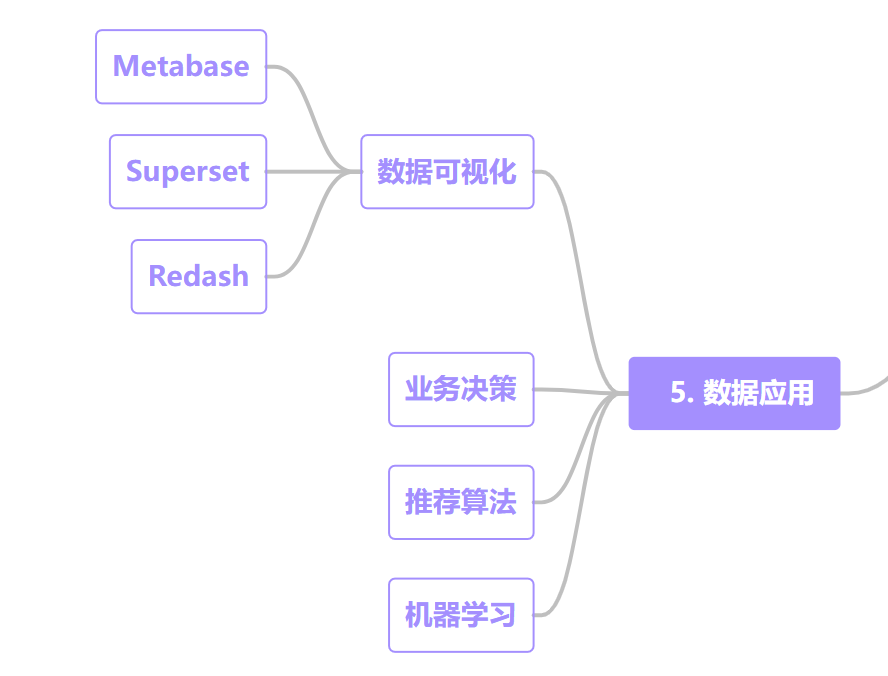 Metabase
Superset
数据可视化
Redash
业务决策
5. 数据应用
推荐算法
机器学习